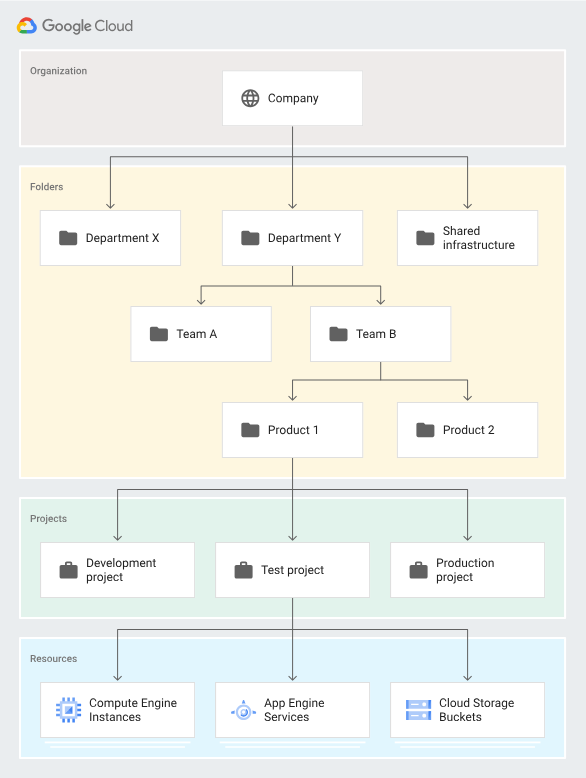 Google Cloud
Organization
Company
Folders
Department X
Department Y
Shared
infrastructure
Team A
Team B
Product 1
Product 2
Projects
Development
project
Test project
Production
project
Resources
Compute Engine
Instances
App Engine
Services
Cloud Storage
Buckets